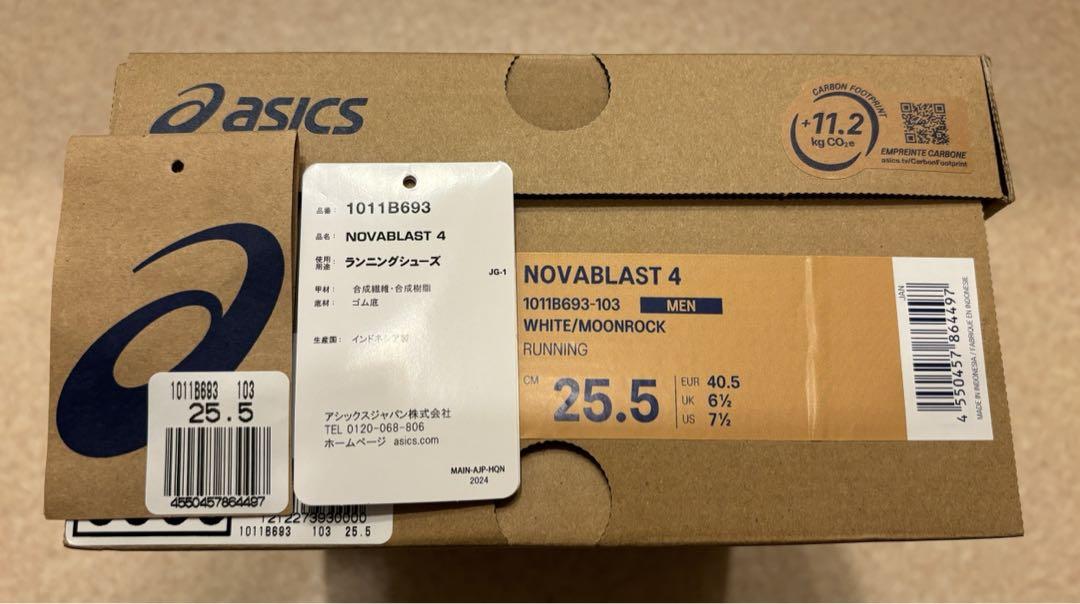 asics
CARBON FOOTPRINT
+11.2
kg CO₂e
EMPREINTE CARBONE
asics.tv/CarbonFootprint
品番: 1011B693
品名: NOVABLAST 4
使用用途: ランニングシューズ
JG-1
甲材: 合成繊維・合成樹脂
底材: ゴム底
生産国: インドネシア製
アシックスジャパン株式会社
TEL 0120-068-806
ホームページ asics.com
MAIN-AJP-HQN
2024
1011B693 103
25.5
4550457864497
1212273930000
1011B693 103 25.5
NOVABLAST 4
1011B693-103 MEN
WHITE/MOONROCK
RUNNING
CM 25.5
EUR 40.5
UK 6½
US 7½
JAN
4 550457 864497
MADE IN INDONESIA / FABRIQUE EN INDONESIE